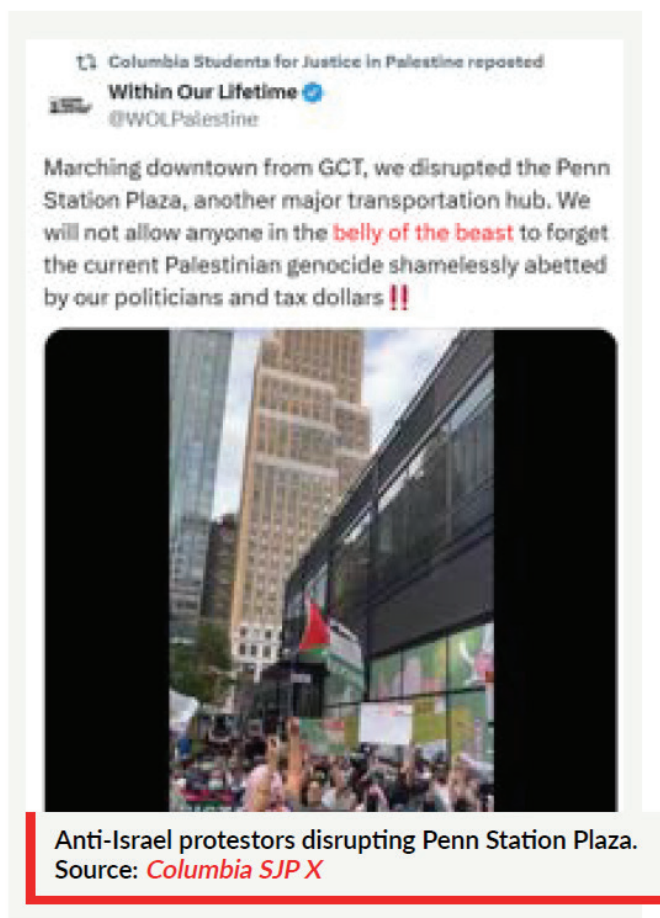 Columbia Students for Justice in Palestine reposted
Within Our Lifetime
@WOLPalestine
Marching downtown from GCT, we disrupted the Penn
Station Plaza, another major transportation hub. We
will not allow anyone in the belly of the beast to forget
the current Palestinian genocide shamelessly abetted
by our politicians and tax dollars ‼️
Anti-Israel protestors disrupting Penn Station Plaza.
Source: Columbia SJP X